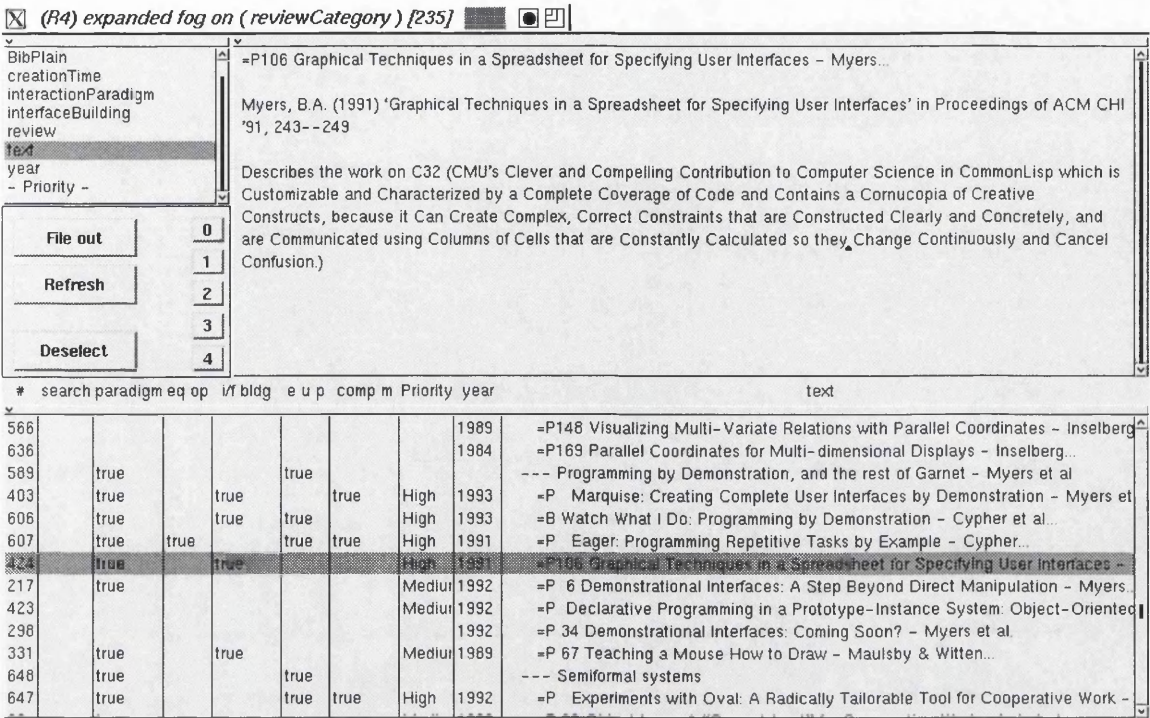 (R4) expanded fog on ( reviewCategory ) [235]
BibPlain
creationTime
interactionParadigm
interfaceBuilding
review
text
year
- Priority -
File out
Refresh
Deselect
0
1
2
3
4
=P106 Graphical Techniques in a Spreadsheet for Specifying User Interfaces - Myers...
Myers, B.A. (1991) 'Graphical Techniques in a Spreadsheet for Specifying User Interfaces' in Proceedings of ACM CHI
'91, 243--249
Describes the work on C32 (CMU's Clever and Compelling Contribution to Computer Science in CommonLisp which is
Customizable and Characterized by a Complete Coverage of Code and Contains a Cornucopia of Creative
Constructs, because it Can Create Complex, Correct Constraints that are Constructed Clearly and Concretely, and
are Communicated using Columns of Cells that are Constantly Calculated so they Change Continuously and Cancel
Confusion.)
# search paradigm eq op i/f bldg e u p comp m Priority year text
566 1989 =P148 Visualizing Multi-Variate Relations with Parallel Coordinates - Inselberg
636 1984 =P169 Parallel Coordinates for Multi-dimensional Displays - Inselberg...
589 true true --- Programming by Demonstration, and the rest of Garnet - Myers et al
403 true true true High 1993 =P Marquise: Creating Complete User Interfaces by Demonstration - Myers et
606 true true true High 1993 =B Watch What I Do: Programming by Demonstration - Cypher et al...
607 true true true true High 1991 =P Eager: Programming Repetitive Tasks by Example - Cypher...
424 true true High 1991 =P106 Graphical Techniques in a Spreadsheet for Specifying User Interfaces -
217 true Mediur 1992 =P 6 Demonstrational Interfaces: A Step Beyond Direct Manipulation - Myers...
423 Mediur 1992 =P Declarative Programming in a Prototype-Instance System: Object-Oriented
298 1992 =P 34 Demonstrational Interfaces: Coming Soon? - Myers et al.
331 true true Mediur 1989 =P 67 Teaching a Mouse How to Draw - Maulsby & Witten...
648 true true --- Semiformal systems
647 true true true High 1992 =P Experiments with Oval: A Radically Tailorable Tool for Cooperative Work -